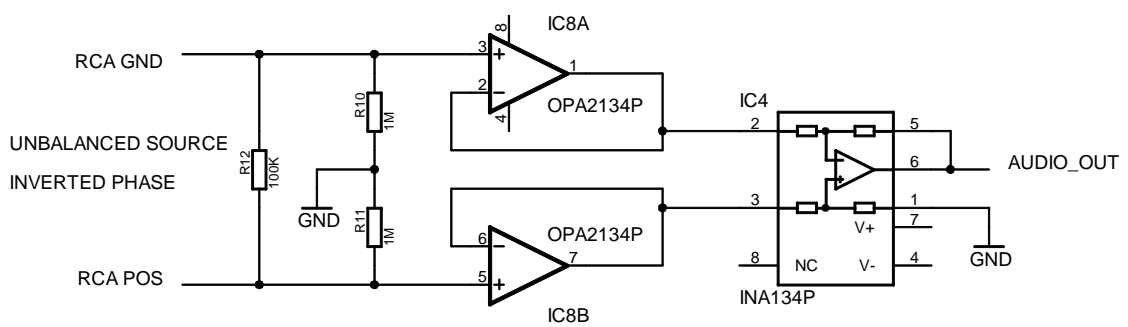 IC8A
8
RCA GND
3
+
1
2
−
R10
1M
4
OPA2134P
IC4
2
5
UNBALANCED SOURCE
R12
100K
−
6
AUDIO_OUT
INVERTED PHASE
+
GND
R11
1M
3
1
OPA2134P
V+
7
6
−
7
GND
8
NC
V-
4
RCA POS
5
+
INA134P
IC8B